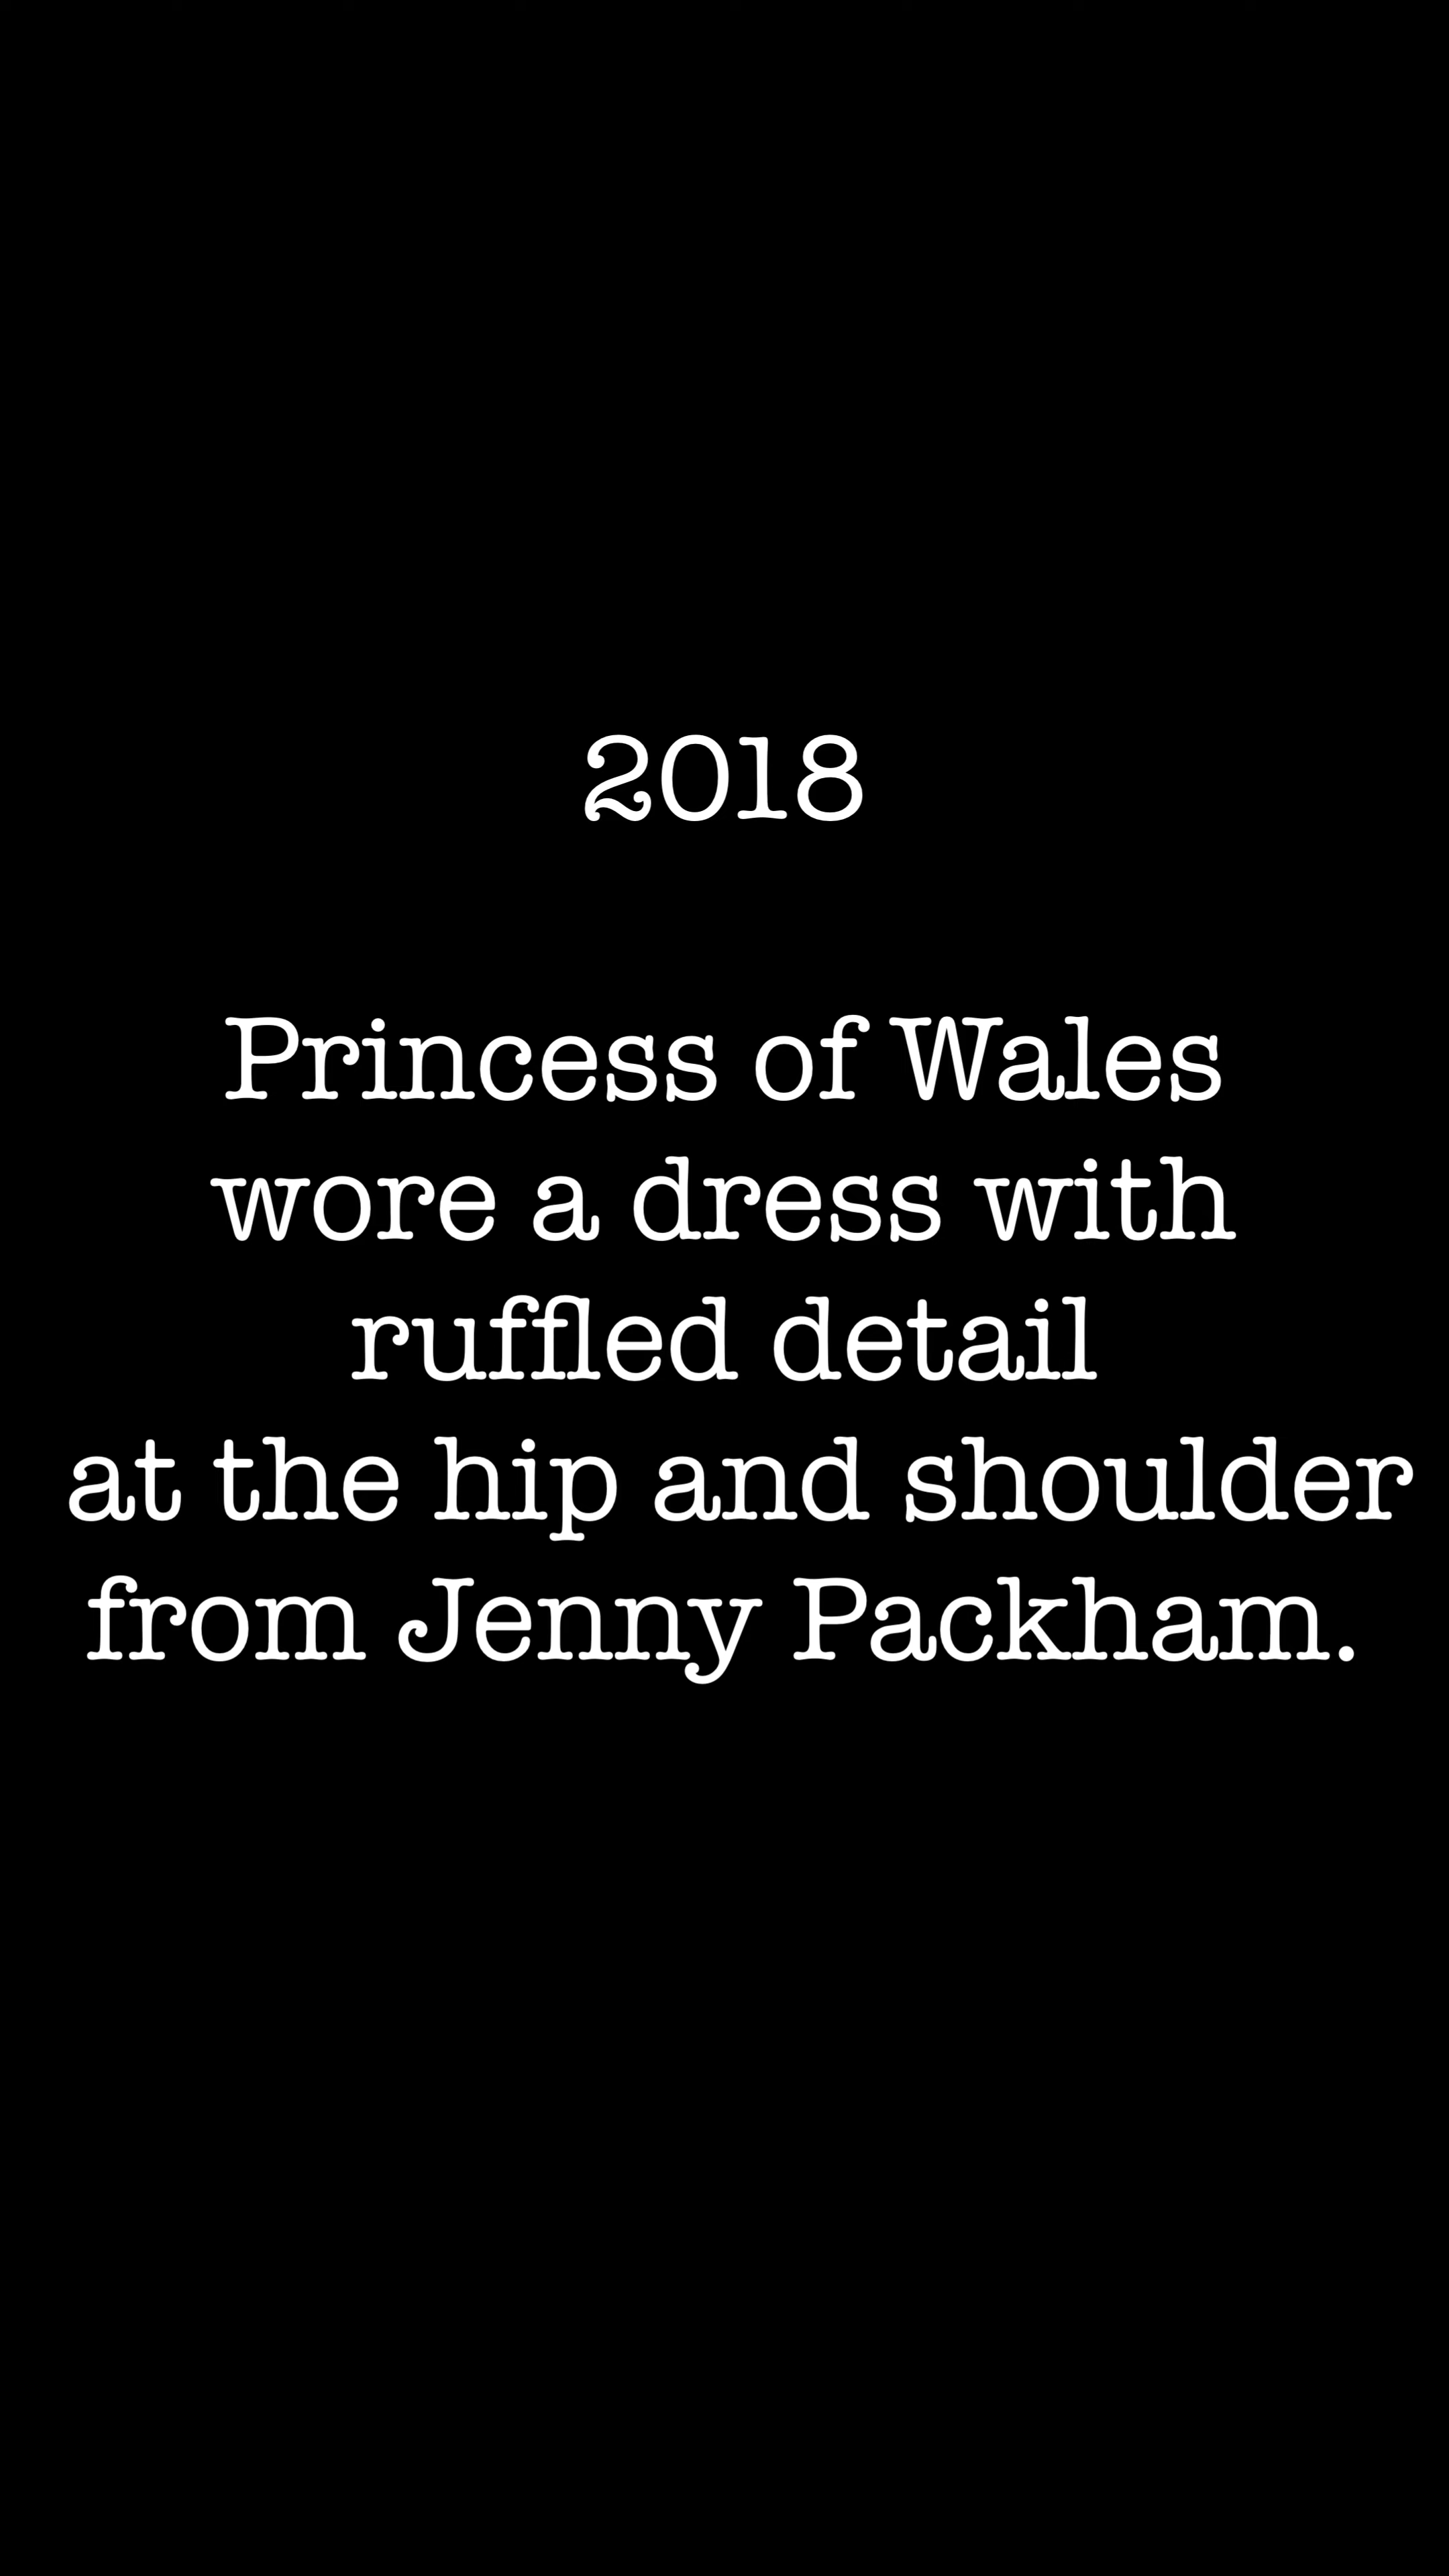 2018
Princess of Wales
wore a dress with
ruffled detail
at the hip and shoulder
from Jenny Packham.